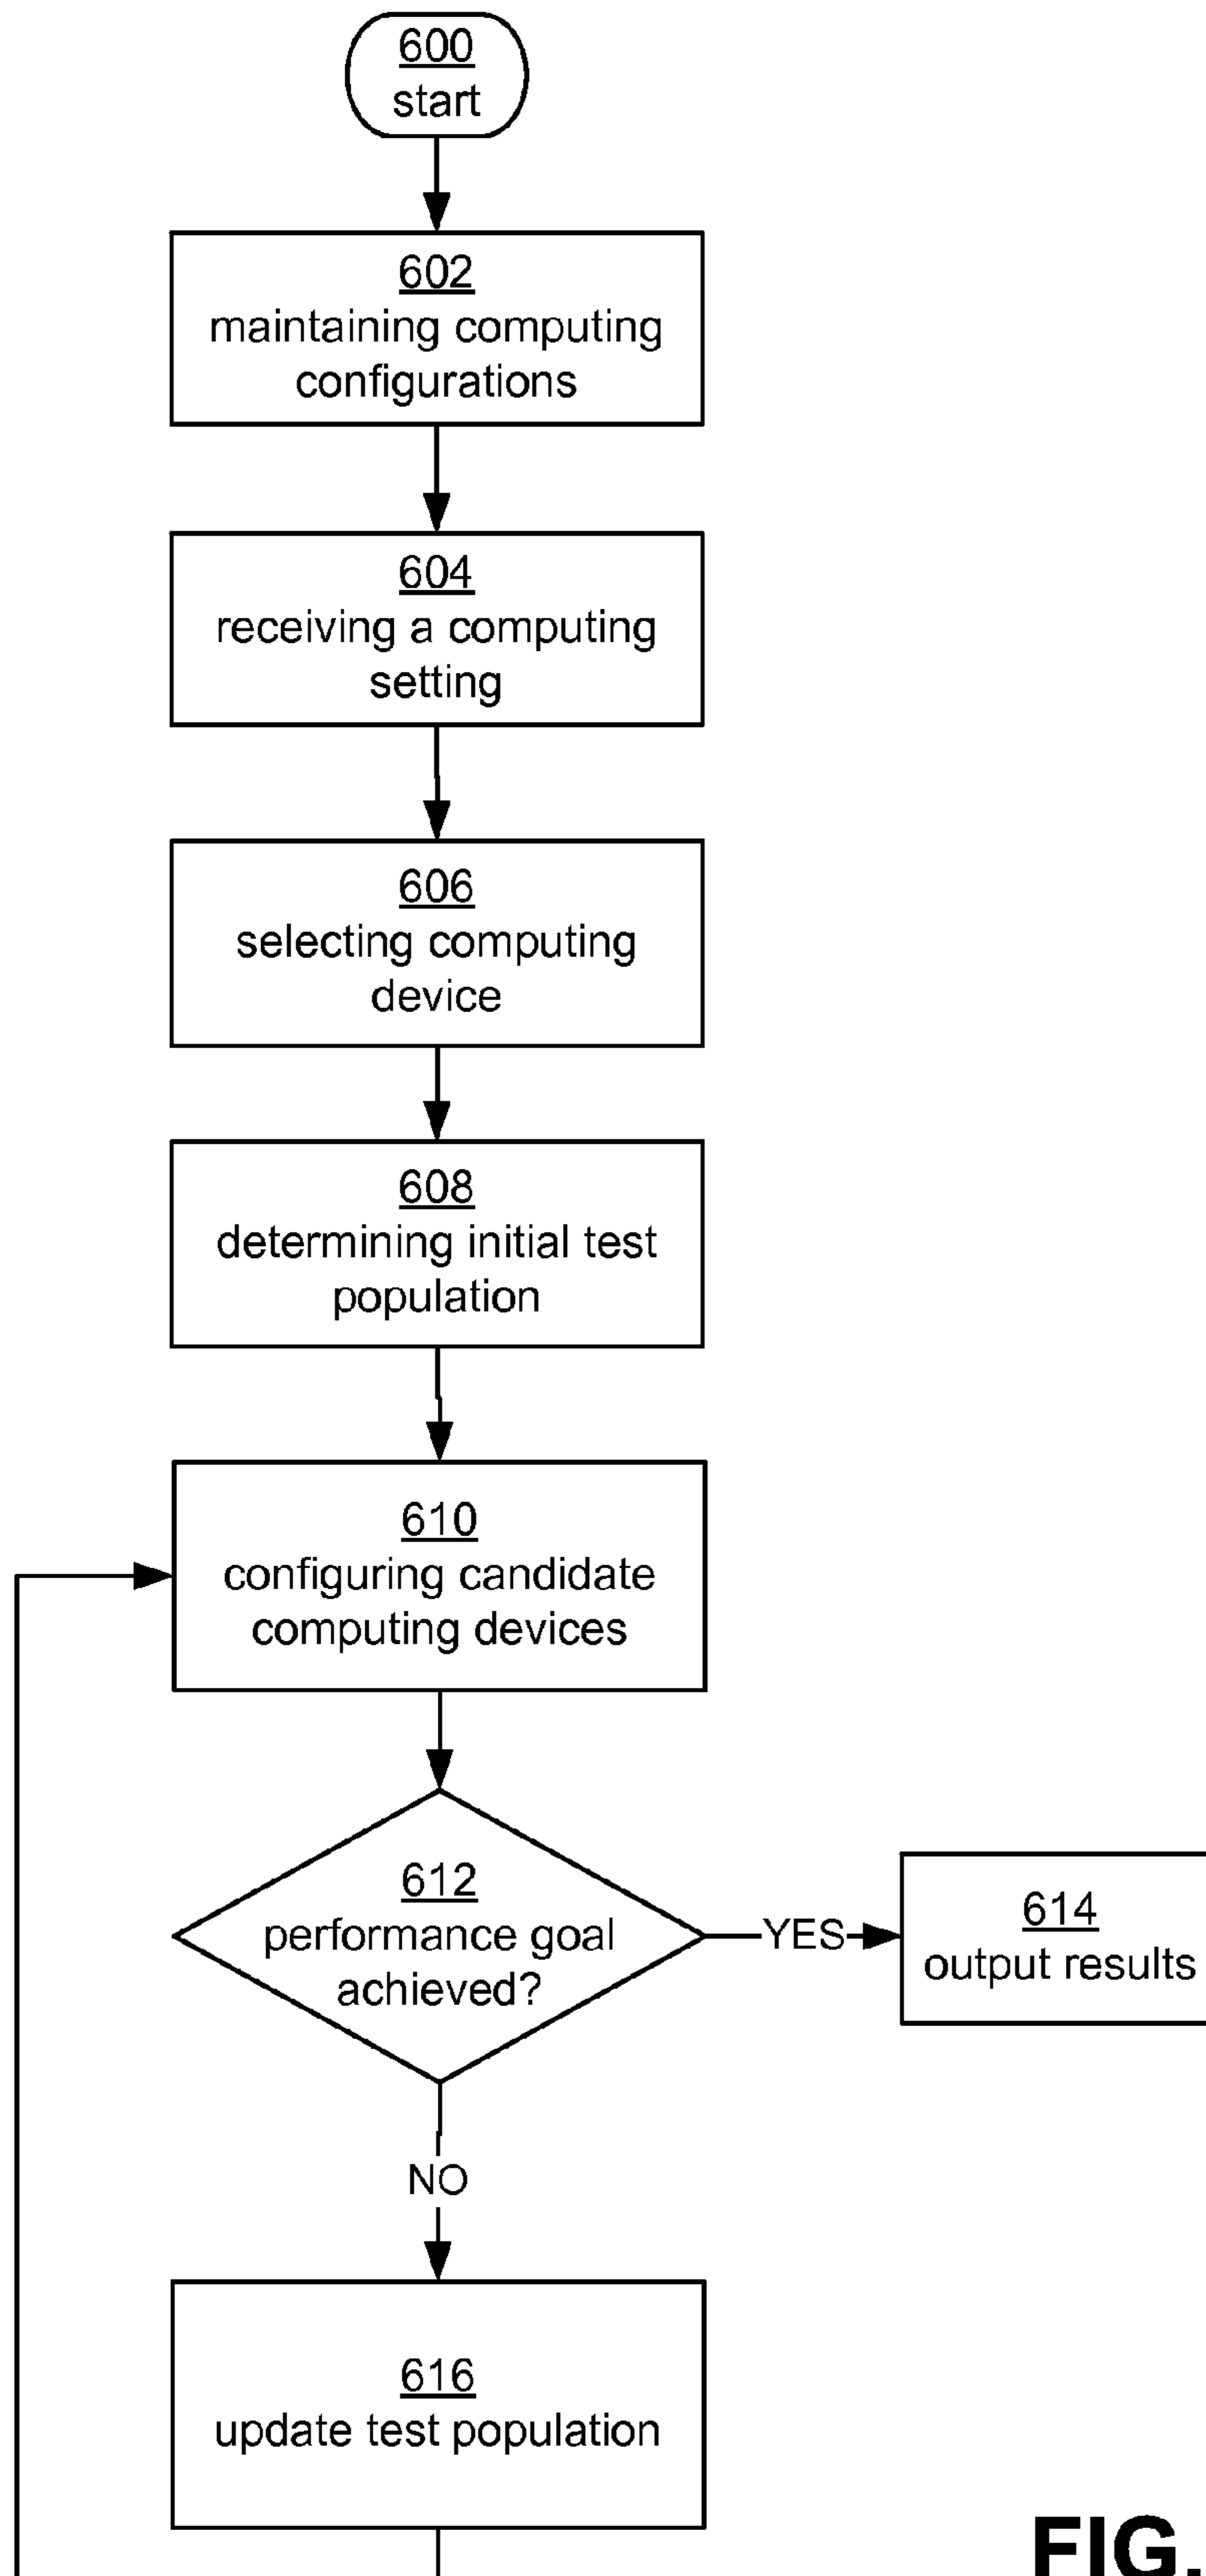 600
start
602
maintaining computing
configurations
604
receiving a computing
setting
606
selecting computing
device
608
determining initial test
population
610
configuring candidate
computing devices
612
performance goal
achieved?
YES
614
output results
NO
616
update test population
FIG.